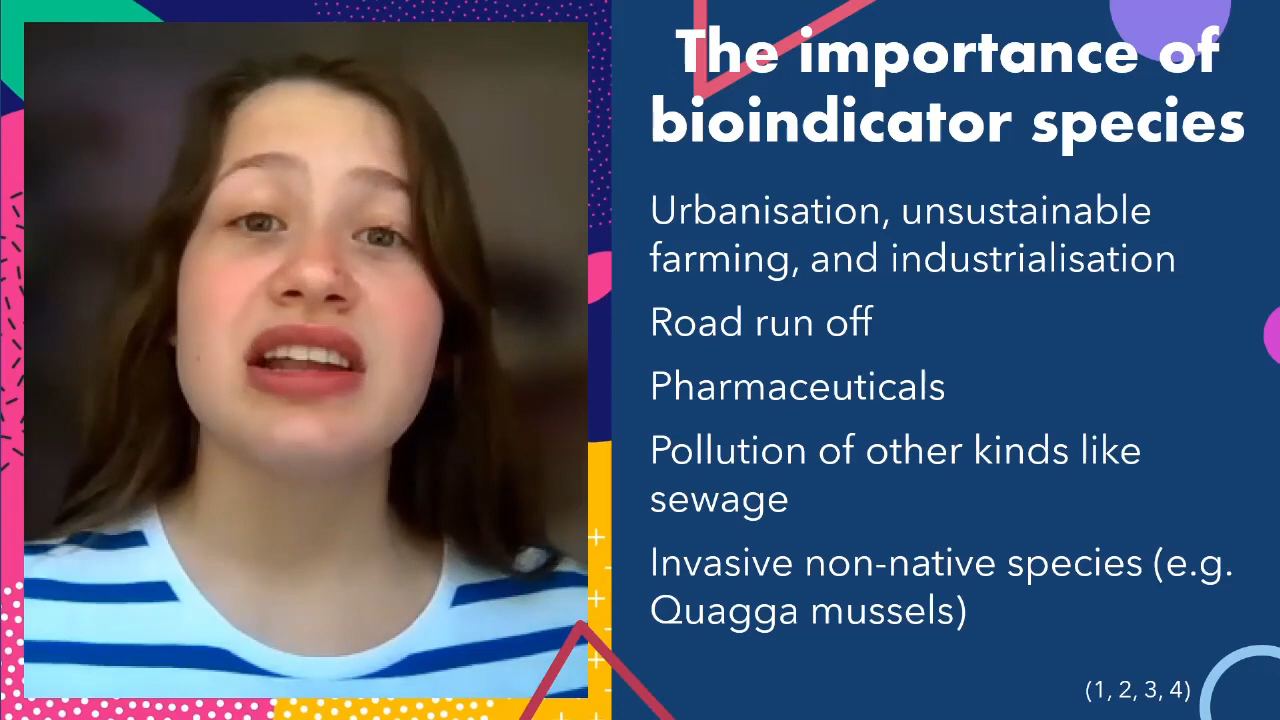 The importance of
bioindicator species
Urbanisation, unsustainable
farming, and industrialisation
Road run off
Pharmaceuticals
Pollution of other kinds like
sewage
Invasive non-native species (e.g.
Quagga mussels)
(1, 2, 3, 4)